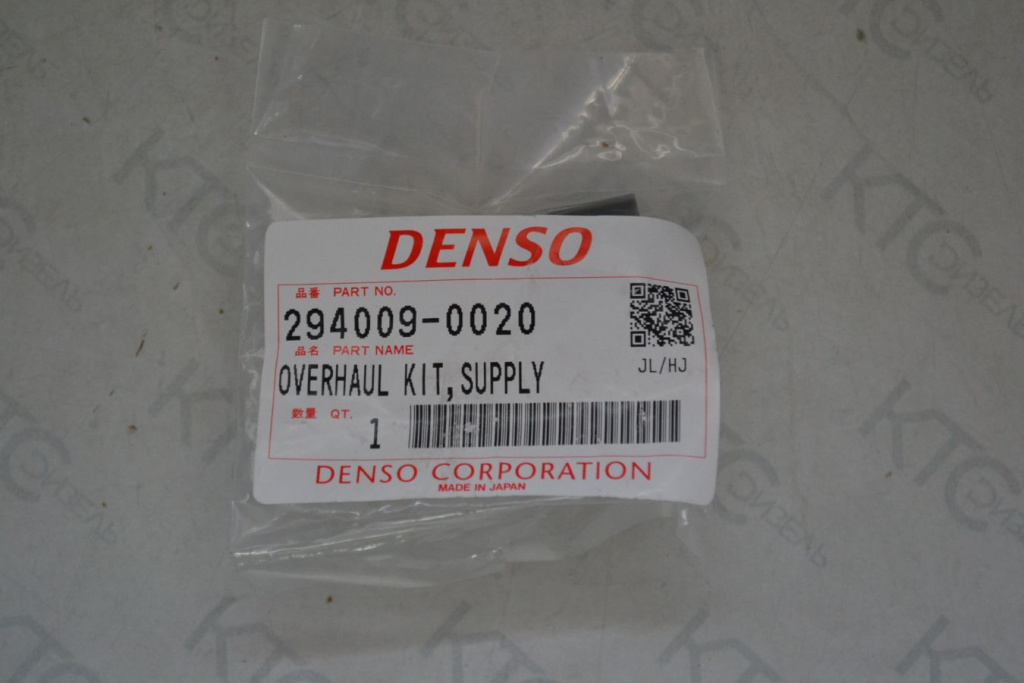 DENSO
品番 PART NO.
294009-0020
品名 PART NAME
JL/HJ
OVERHAUL KIT,SUPPLY
数量 QT.
1
DENSO CORPORATION
MADE IN JAPAN